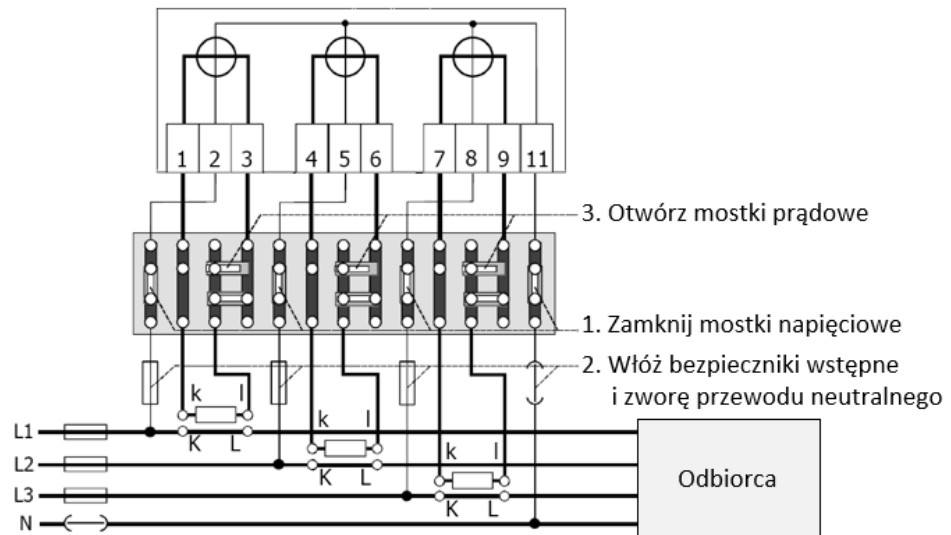 1 2 3 4 5 6 7 8 9 11
3. Otwórz mostki prądowe
1. Zamknij mostki napięciowe
2. Włóż bezpieczniki wstępne
i zworę przewodu neutralnego
k l
L1
K L
k l
L2
K L
k l
L3
K L
N
Odbiorca